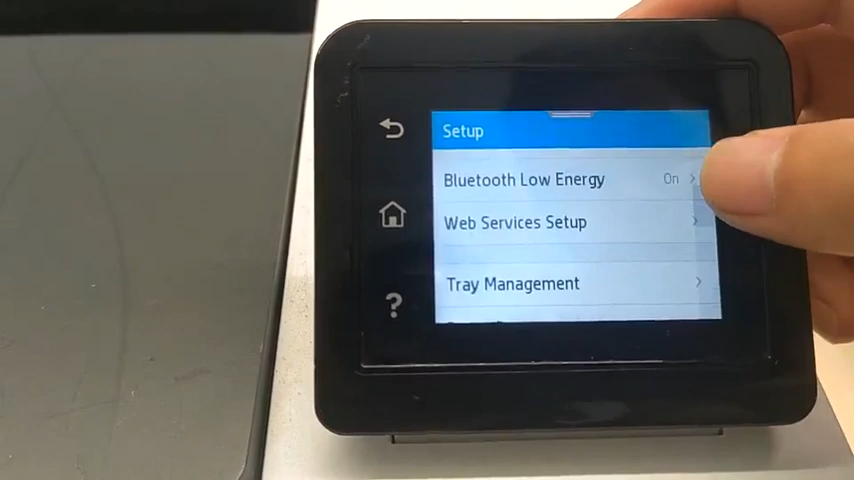 Setup
Bluetooth Low Energy On
Web Services Setup
Tray Management
?